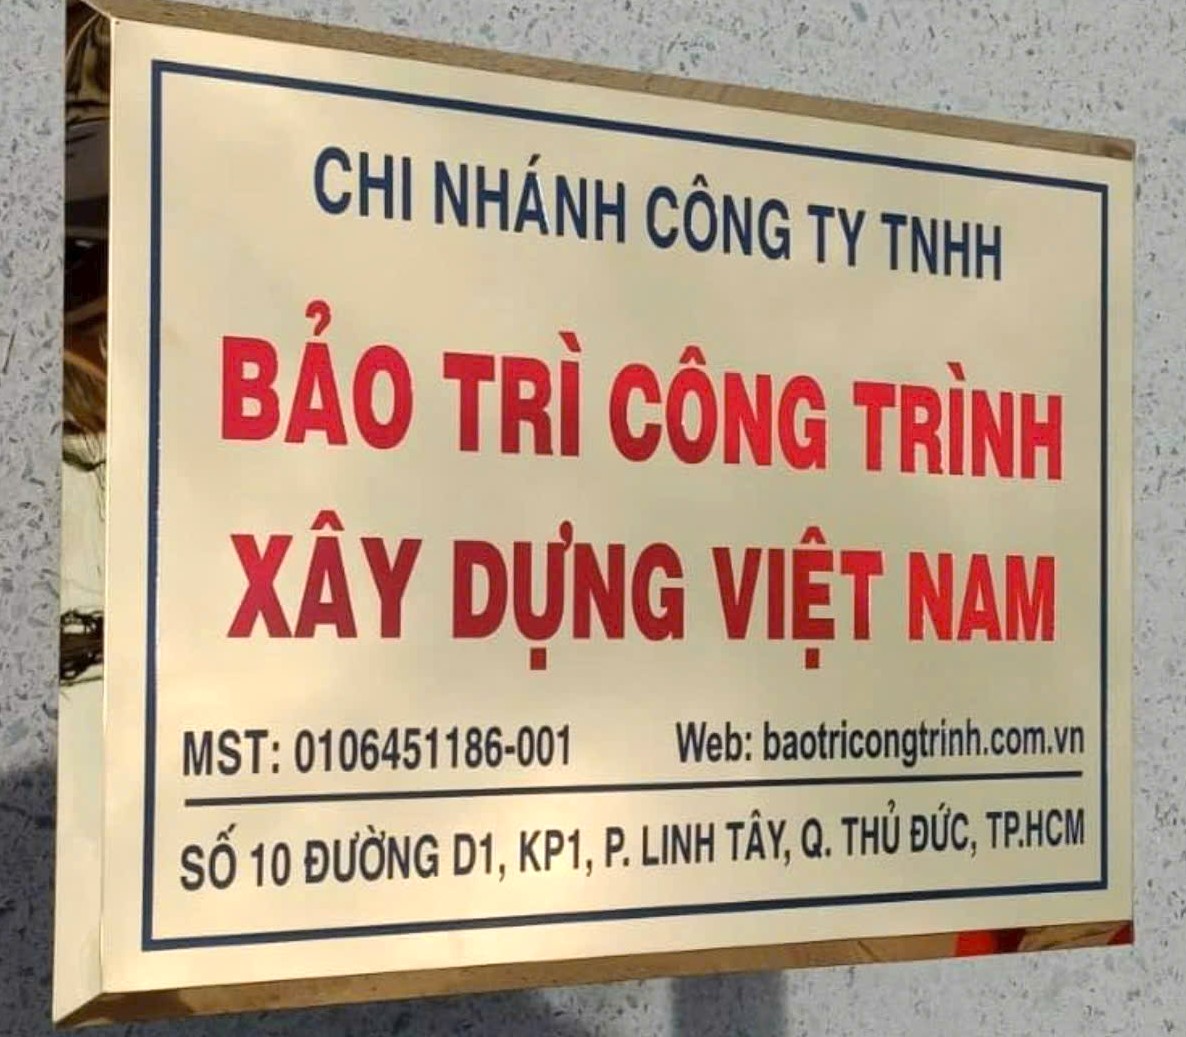 CHI NHÁNH CÔNG TY TNHH
BẢO TRÌ CÔNG TRÌNH
XÂY DỰNG VIỆT NAM
MST: 0106451186-001 Web: baotricongtrinh.com.vn
SỐ 10 ĐƯỜNG D1, KP1, P. LINH TÂY, Q. THỦ ĐỨC, TP.HCM